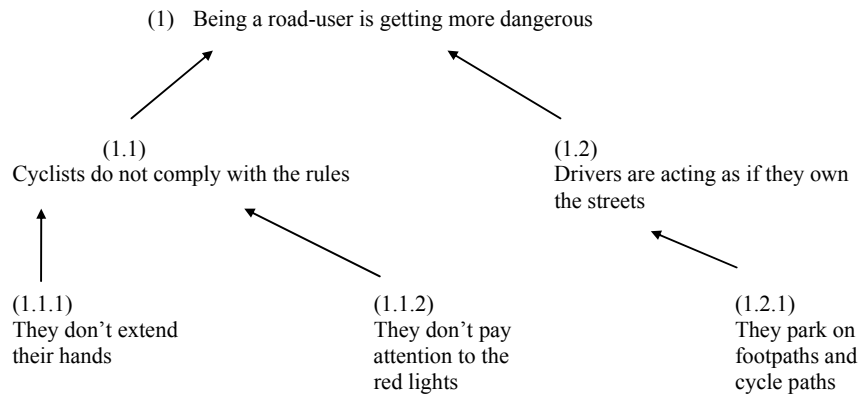 (1) Being a road-user is getting more dangerous
(1.1)
Cyclists do not comply with the rules
(1.2)
Drivers are acting as if they own
the streets
(1.1.1)
They don’t extend
their hands
(1.1.2)
They don’t pay
attention to the
red lights
(1.2.1)
They park on
footpaths and
cycle paths